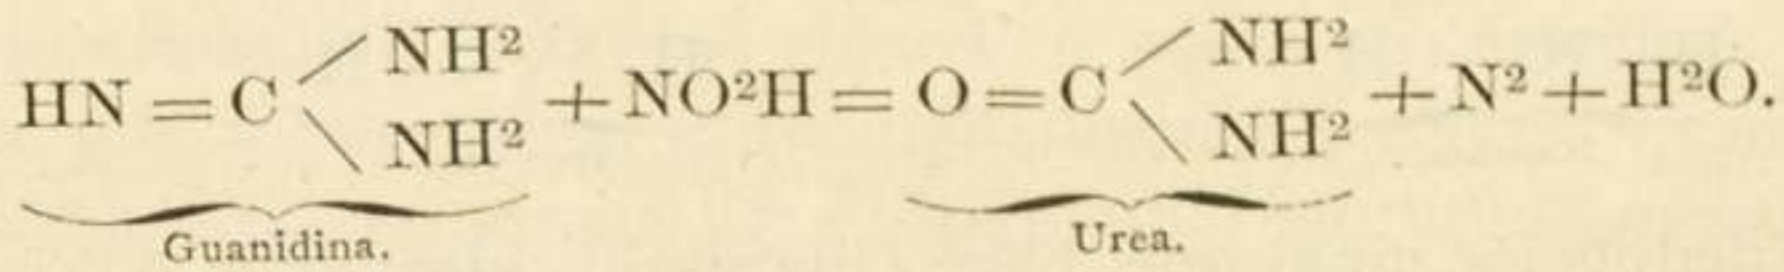 NH²            NH²
HN = C + NO²H = O = C + N² + H²O.
NH²            NH²
Guanidina.            Urea.